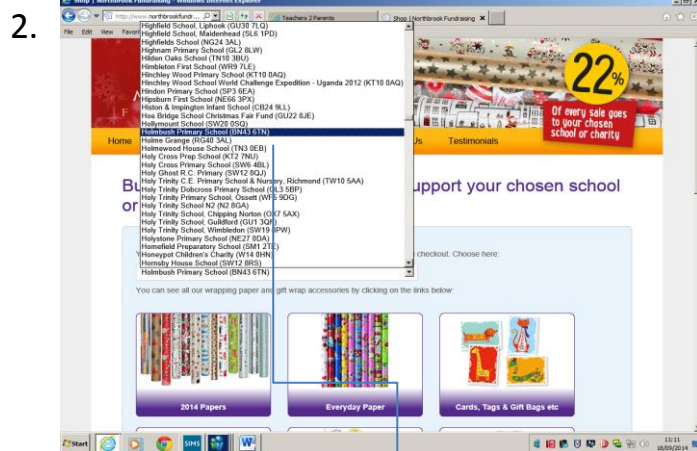 2.
Shop | Northbrook Fundraising - Windows Internet Explorer
http://www.northbrookfundr...
Teachers 2 Parents
Shop | Northbrook Fundraising
File Edit View
Highfield School, Liphook (GU30 7LQ)
Highfield School, Maidenhead (SL6 1PD)
Highfields School (NG24 3AL)
Highnam Primary School (GL2 8LW)
Hilden Oaks School (TN10 3BU)
Himbleton First School (WR9 7LE)
Hinchley Wood Primary School (KT10 0AQ)
Hinchley Wood School World Challenge Expedition - Uganda 2012 (KT10 0AQ)
Hindon Primary School (SP3 6EA)
Hipsburn First School (NE66 3PX)
Histon & Impington Infant School (CB24 9LL)
Hoe Bridge School Christmas Fair Fund (GU22 8JE)
Hollymount School (SW20 0SQ)
Holmbush Primary School (BN43 6TN)
Holme Grange (RG40 3AL)
Holmewood House School (TN3 0EB)
Holy Cross Prep School (KT2 7NU)
Holy Cross Primary School (SW6 4BL)
Holy Ghost R.C. Primary (SW12 8QJ)
Holy Trinity C.E. Primary School & Nursery, Richmond (TW10 5AA)
Holy Trinity Dobcross Primary School (OL3 5BP)
Holy Trinity Primary School, Ossett (WF5 9DG)
Holy Trinity School N2 (N2 8GA)
Holy Trinity School, Chipping Norton (OX7 5AX)
Holy Trinity School, Guildford (GU1 3QF)
Holy Trinity School, Wimbledon (SW19 8PW)
Holystone Primary School (NE27 0DA)
Homefield Preparatory School (SM1 2TE)
Honeypot Children's Charity (W14 0HN)
Hornsby House School (SW12 8RS)
Holmbush Primary School (BN43 6TN)
22%
Of every sale goes
to your chosen
school or charity
Home
Us
Testimonials
upport your chosen school
or
checkout. Choose here:
You can see all our wrapping paper and gift wrap accessories by clicking on the links below:
2014 Papers
Everyday Paper
Cards, Tags & Gift Bags etc
Start
SIMS
11:11
18/09/2014